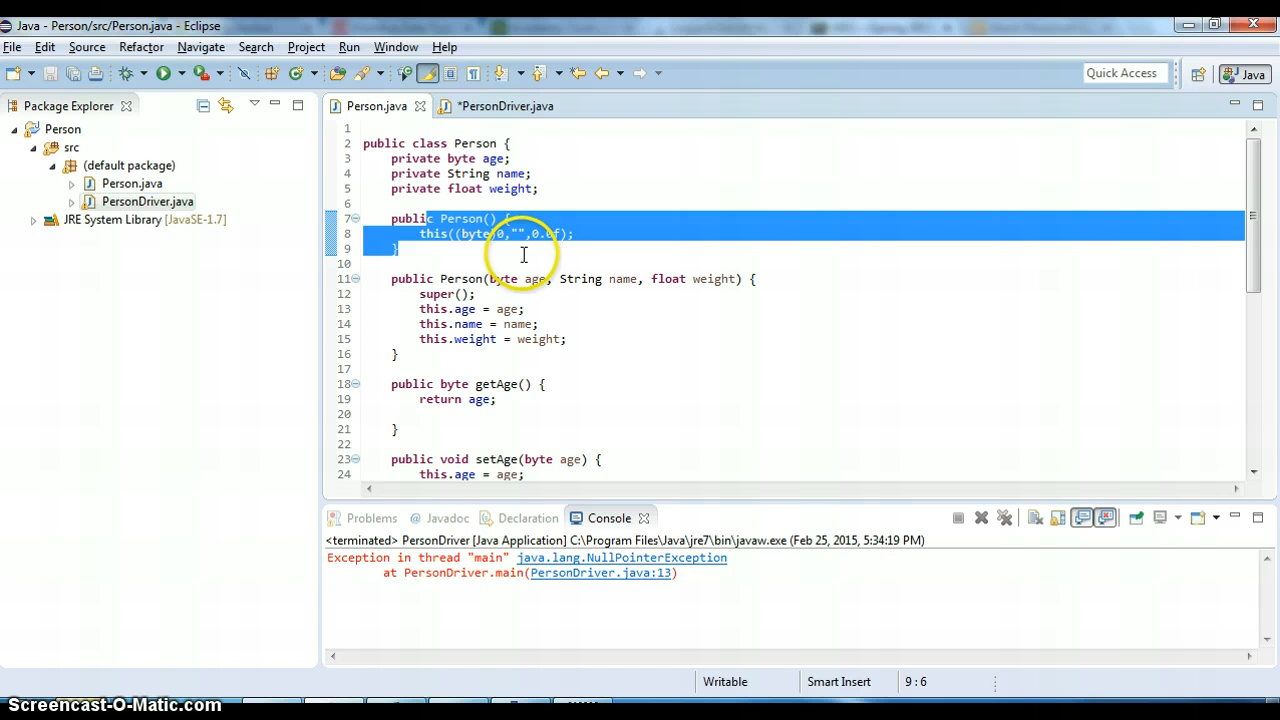 Java - Person/src/Person.java - Eclipse
File Edit Source Refactor Navigate Search Project Run Window Help
Quick Access
Java
Package Explorer
Person.java
*PersonDriver.java
Person
src
(default package)
Person.java
PersonDriver.java
JRE System Library [JavaSE-1.7]
1
2 public class Person {
3 private byte age;
4 private String name;
5 private float weight;
6
7 public Person() {
8 this((byte)0,"",0.0f);
9 }
10
11 public Person(byte age, String name, float weight) {
12 super();
13 this.age = age;
14 this.name = name;
15 this.weight = weight;
16 }
17
18 public byte getAge() {
19 return age;
20
21 }
22
23 public void setAge(byte age) {
24 this.age = age;
Problems @ Javadoc Declaration Console
<terminated> PersonDriver [Java Application] C:\Program Files\Java\jre7\bin\javaw.exe (Feb 25, 2015, 5:34:19 PM)
Exception in thread "main" java.lang.NullPointerException
at PersonDriver.main(PersonDriver.java:13)
Writable Smart Insert 9 : 6
Screencast-O-Matic.com